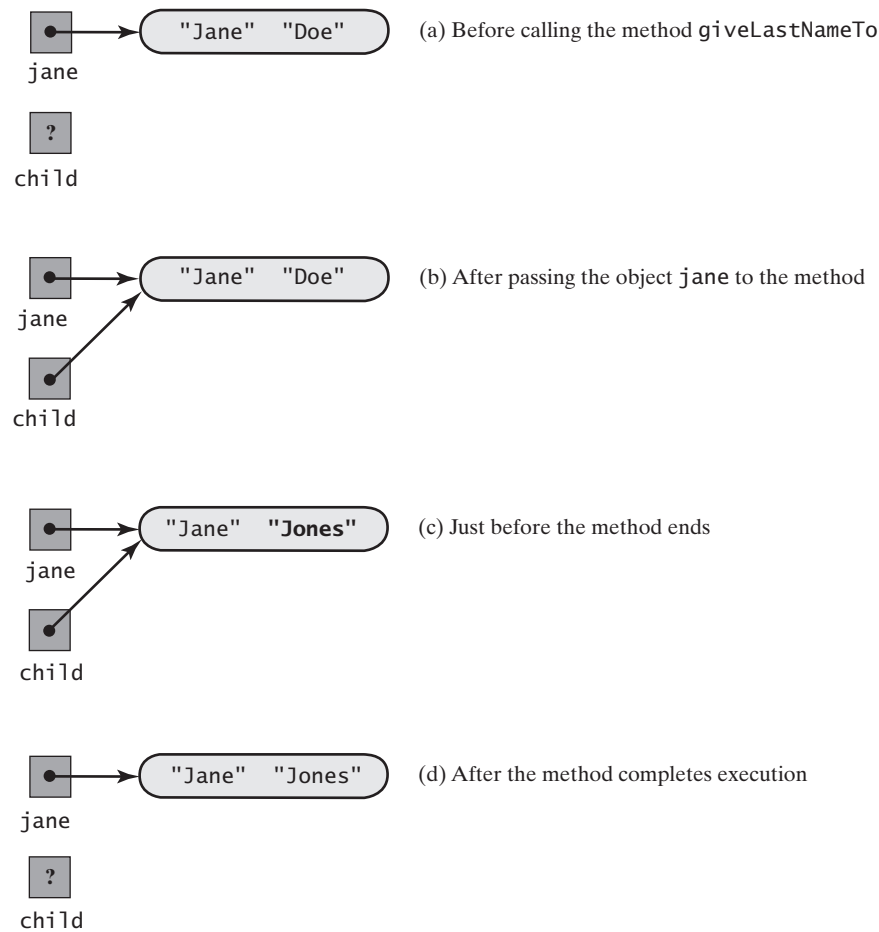 "Jane" "Doe" (a) Before calling the method giveLastNameTo
jane
?
child
"Jane" "Doe" (b) After passing the object jane to the method
jane
child
"Jane" "Jones" (c) Just before the method ends
jane
child
"Jane" "Jones" (d) After the method completes execution
jane
?
child